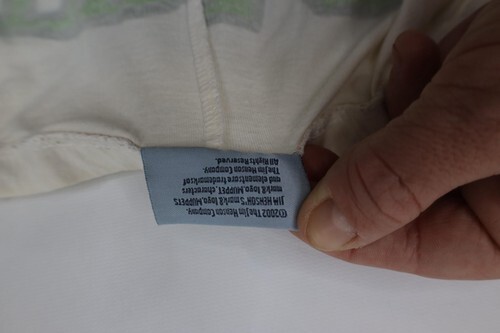 ©2002 The Jim Henson Company.
JIM HENSON'S mark & logo, MUPPETS
mark & logo, MUPPET, characters
and elements are trademarks of
The Jim Henson Company.
All Rights Reserved.